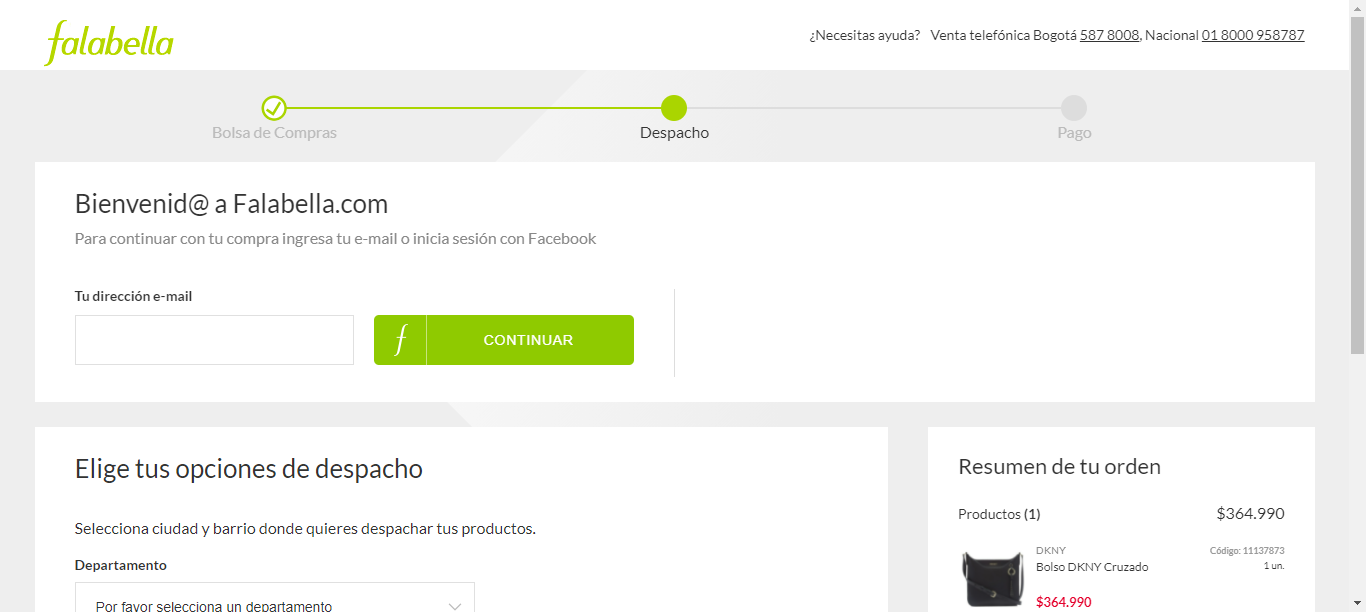 falabella
¿Necesitas ayuda? Venta telefónica Bogotá 587 8008, Nacional 01 8000 958787
Bolsa de Compras
Despacho
Pago
Bienvenid@ a Falabella.com
Para continuar con tu compra ingresa tu e-mail o inicia sesión con Facebook
Tu dirección e-mail
f CONTINUAR
Elige tus opciones de despacho
Selecciona ciudad y barrio donde quieres despachar tus productos.
Departamento
Por favor selecciona un departamento
Resumen de tu orden
Productos (1) $364.990
DKNY Código: 11137873
Bolso DKNY Cruzado 1 un.
$364.990